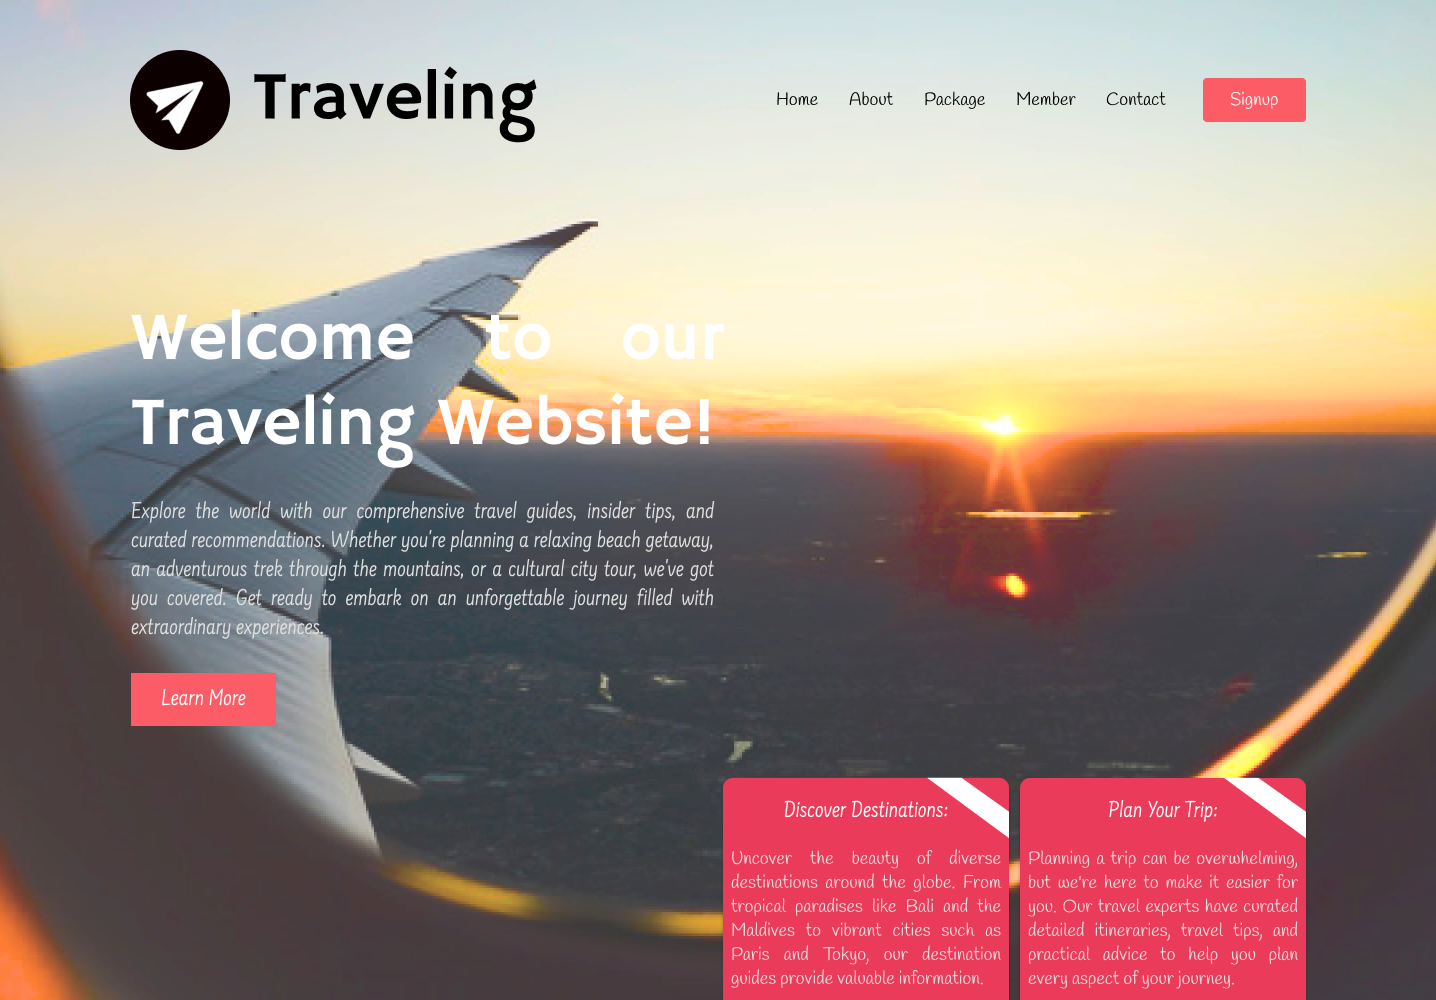 Traveling
Home About Package Member Contact Signup
Welcome to our
Traveling Website!
Explore the world with our comprehensive travel guides, insider tips, and
curated recommendations. Whether you're planning a relaxing beach getaway,
an adventurous trek through the mountains, or a cultural city tour, we've got
you covered. Get ready to embark on an unforgettable journey filled with
extraordinary experiences.
Learn More
Discover Destinations:
Uncover the beauty of diverse
destinations around the globe. From
tropical paradises like Bali and the
Maldives to vibrant cities such as
Paris and Tokyo, our destination
guides provide valuable information.
Plan Your Trip:
Planning a trip can be overwhelming,
but we're here to make it easier for
you. Our travel experts have curated
detailed itineraries, travel tips, and
practical advice to help you plan
every aspect of your journey.